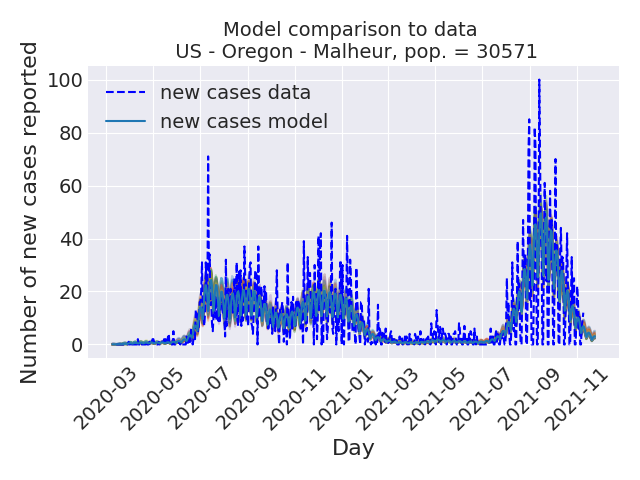 Model comparison to data
US - Oregon - Malheur, pop. = 30571
Number of new cases reported
100
80
60
40
20
0
new cases data
new cases model
2020-03
2020-05
2020-07
2020-09
2020-11
2021-01
2021-03
2021-05
2021-07
2021-09
2021-11
Day